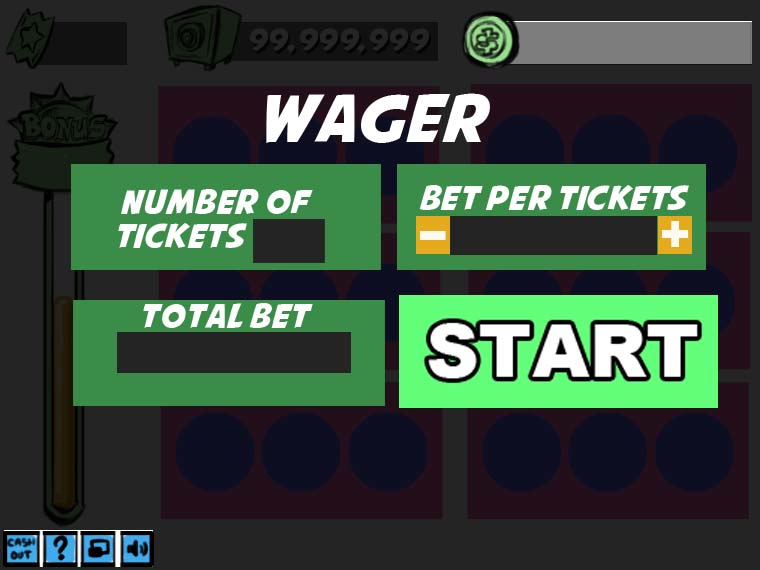 99,999,999
BONUS
WAGER
NUMBER OF
TICKETS
BET PER TICKETS
- +
TOTAL BET
START
CASH
OUT
?